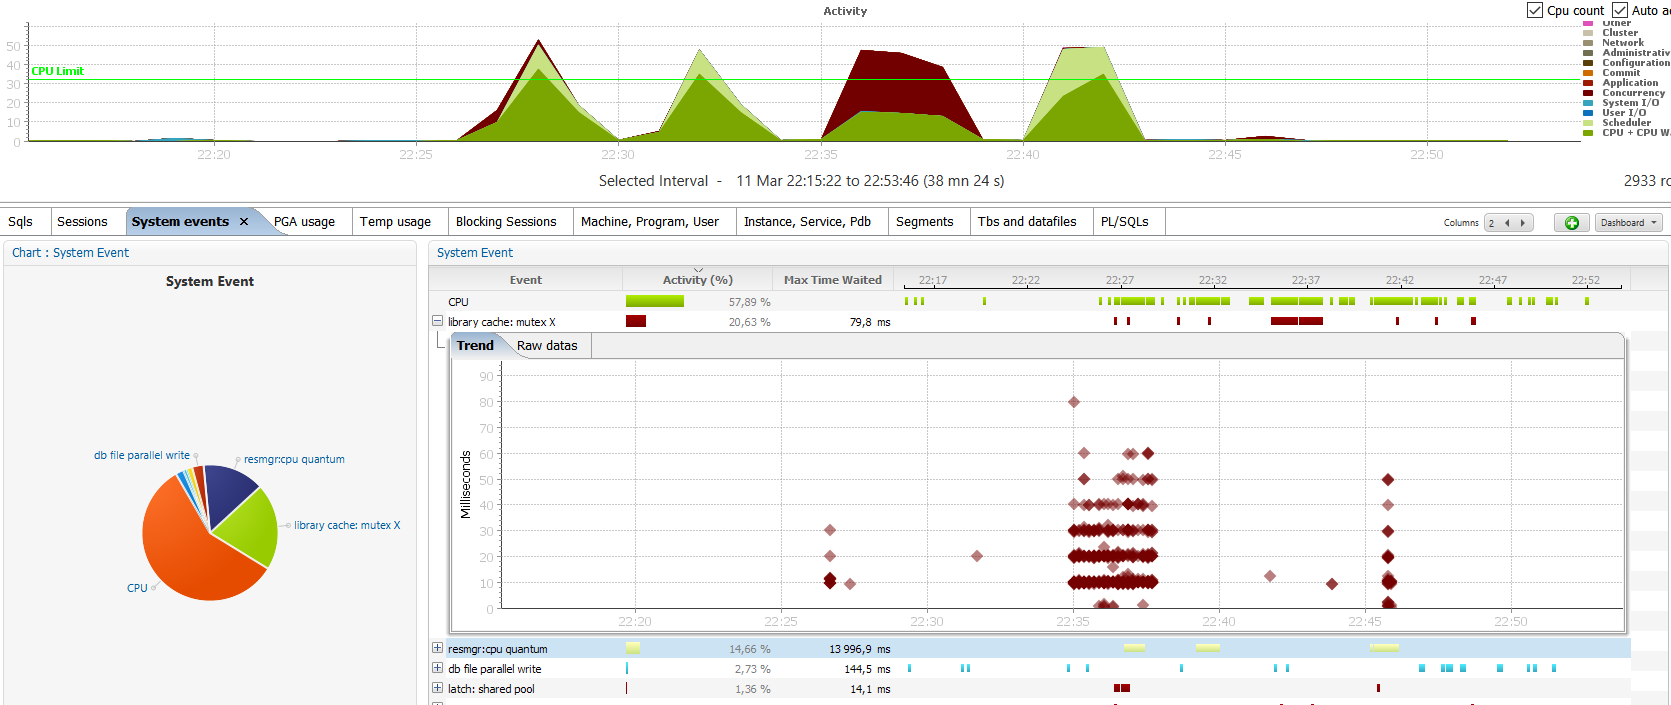 Activity
Cpu count
Auto
50
40
30
20
10
0
CPU Limit
22:20
22:25
22:30
22:35
22:40
22:45
22:50
Other
Cluster
Network
Administrativ
Configuration
Commit
Application
Concurrency
System I/O
User I/O
Scheduler
CPU + CPU W
Selected Interval - 11 Mar 22:15:22 to 22:53:46 (38 mn 24 s)
2933
Sqls
Sessions
System events ×
PGA usage
Temp usage
Blocking Sessions
Machine, Program, User
Instance, Service, Pdb
Segments
Tbs and datafiles
PL/SQLs
Columns 2
Dashboard
Chart : System Event
System Event
db file parallel write
resmgr:cpu quantum
library cache: mutex X
CPU
System Event
Event Activity (%) Max Time Waited 22:17 22:22 22:27 22:32 22:37 22:42 22:47 22:52
CPU 57,89 %
library cache: mutex X 20,63 % 79,8 ms
Trend Raw datas
Milliseconds
90
80
70
60
50
40
30
20
10
0
22:20 22:25 22:30 22:35 22:40 22:45 22:50
resmgr:cpu quantum 14,66 % 13 996,9 ms
db file parallel write 2,73 % 144,5 ms
latch: shared pool 1,36 % 14,1 ms